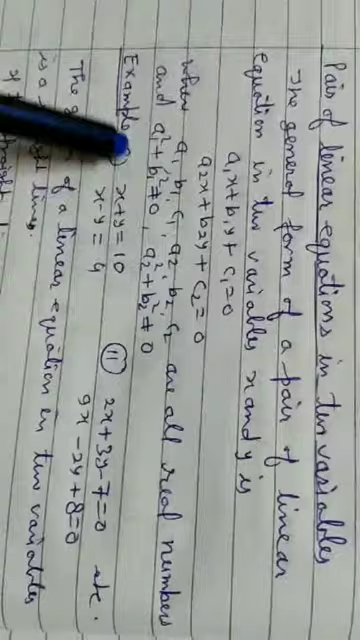 Pair of linear equations in two variables
The general form of a pair of linear
equation in two variables x and y is
a₁x + b₁y + c₁ = 0
a₂x + b₂y + c₂ = 0
when a₁, b₁, c₁, a₂, b₂, c₂ are all real numbers
and a₁² + b₁² ≠ 0, a₂² + b₂² ≠ 0
Example x+y = 10 (II) 2x+3y-7=0 etc.
x-y = 4 9x-2y+8=0
The of a linear equation in two variables
is a line.